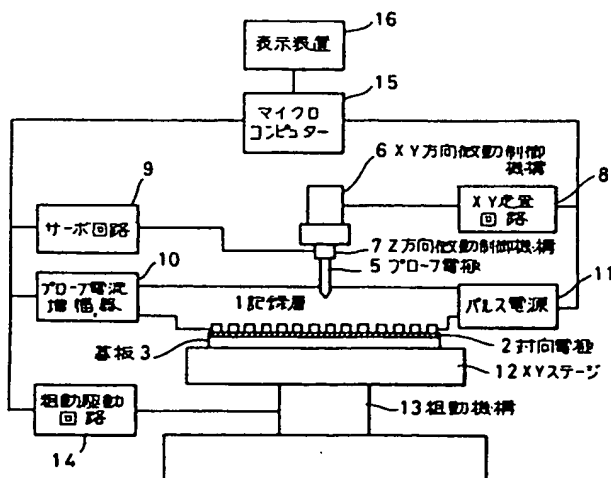 16
表示装置
15
マイクロ
コンピュター
6 XY方向微動制御
機構
9
サーボ回路
XY走査
回路
8
7 Z方向微動制御機構
5 プローブ電極
10
プローブ電流
増幅器
1記録層
パルス電源
11
基板3
2対向電極
12 XYステージ
粗動駆動
回路
13粗動機構
14